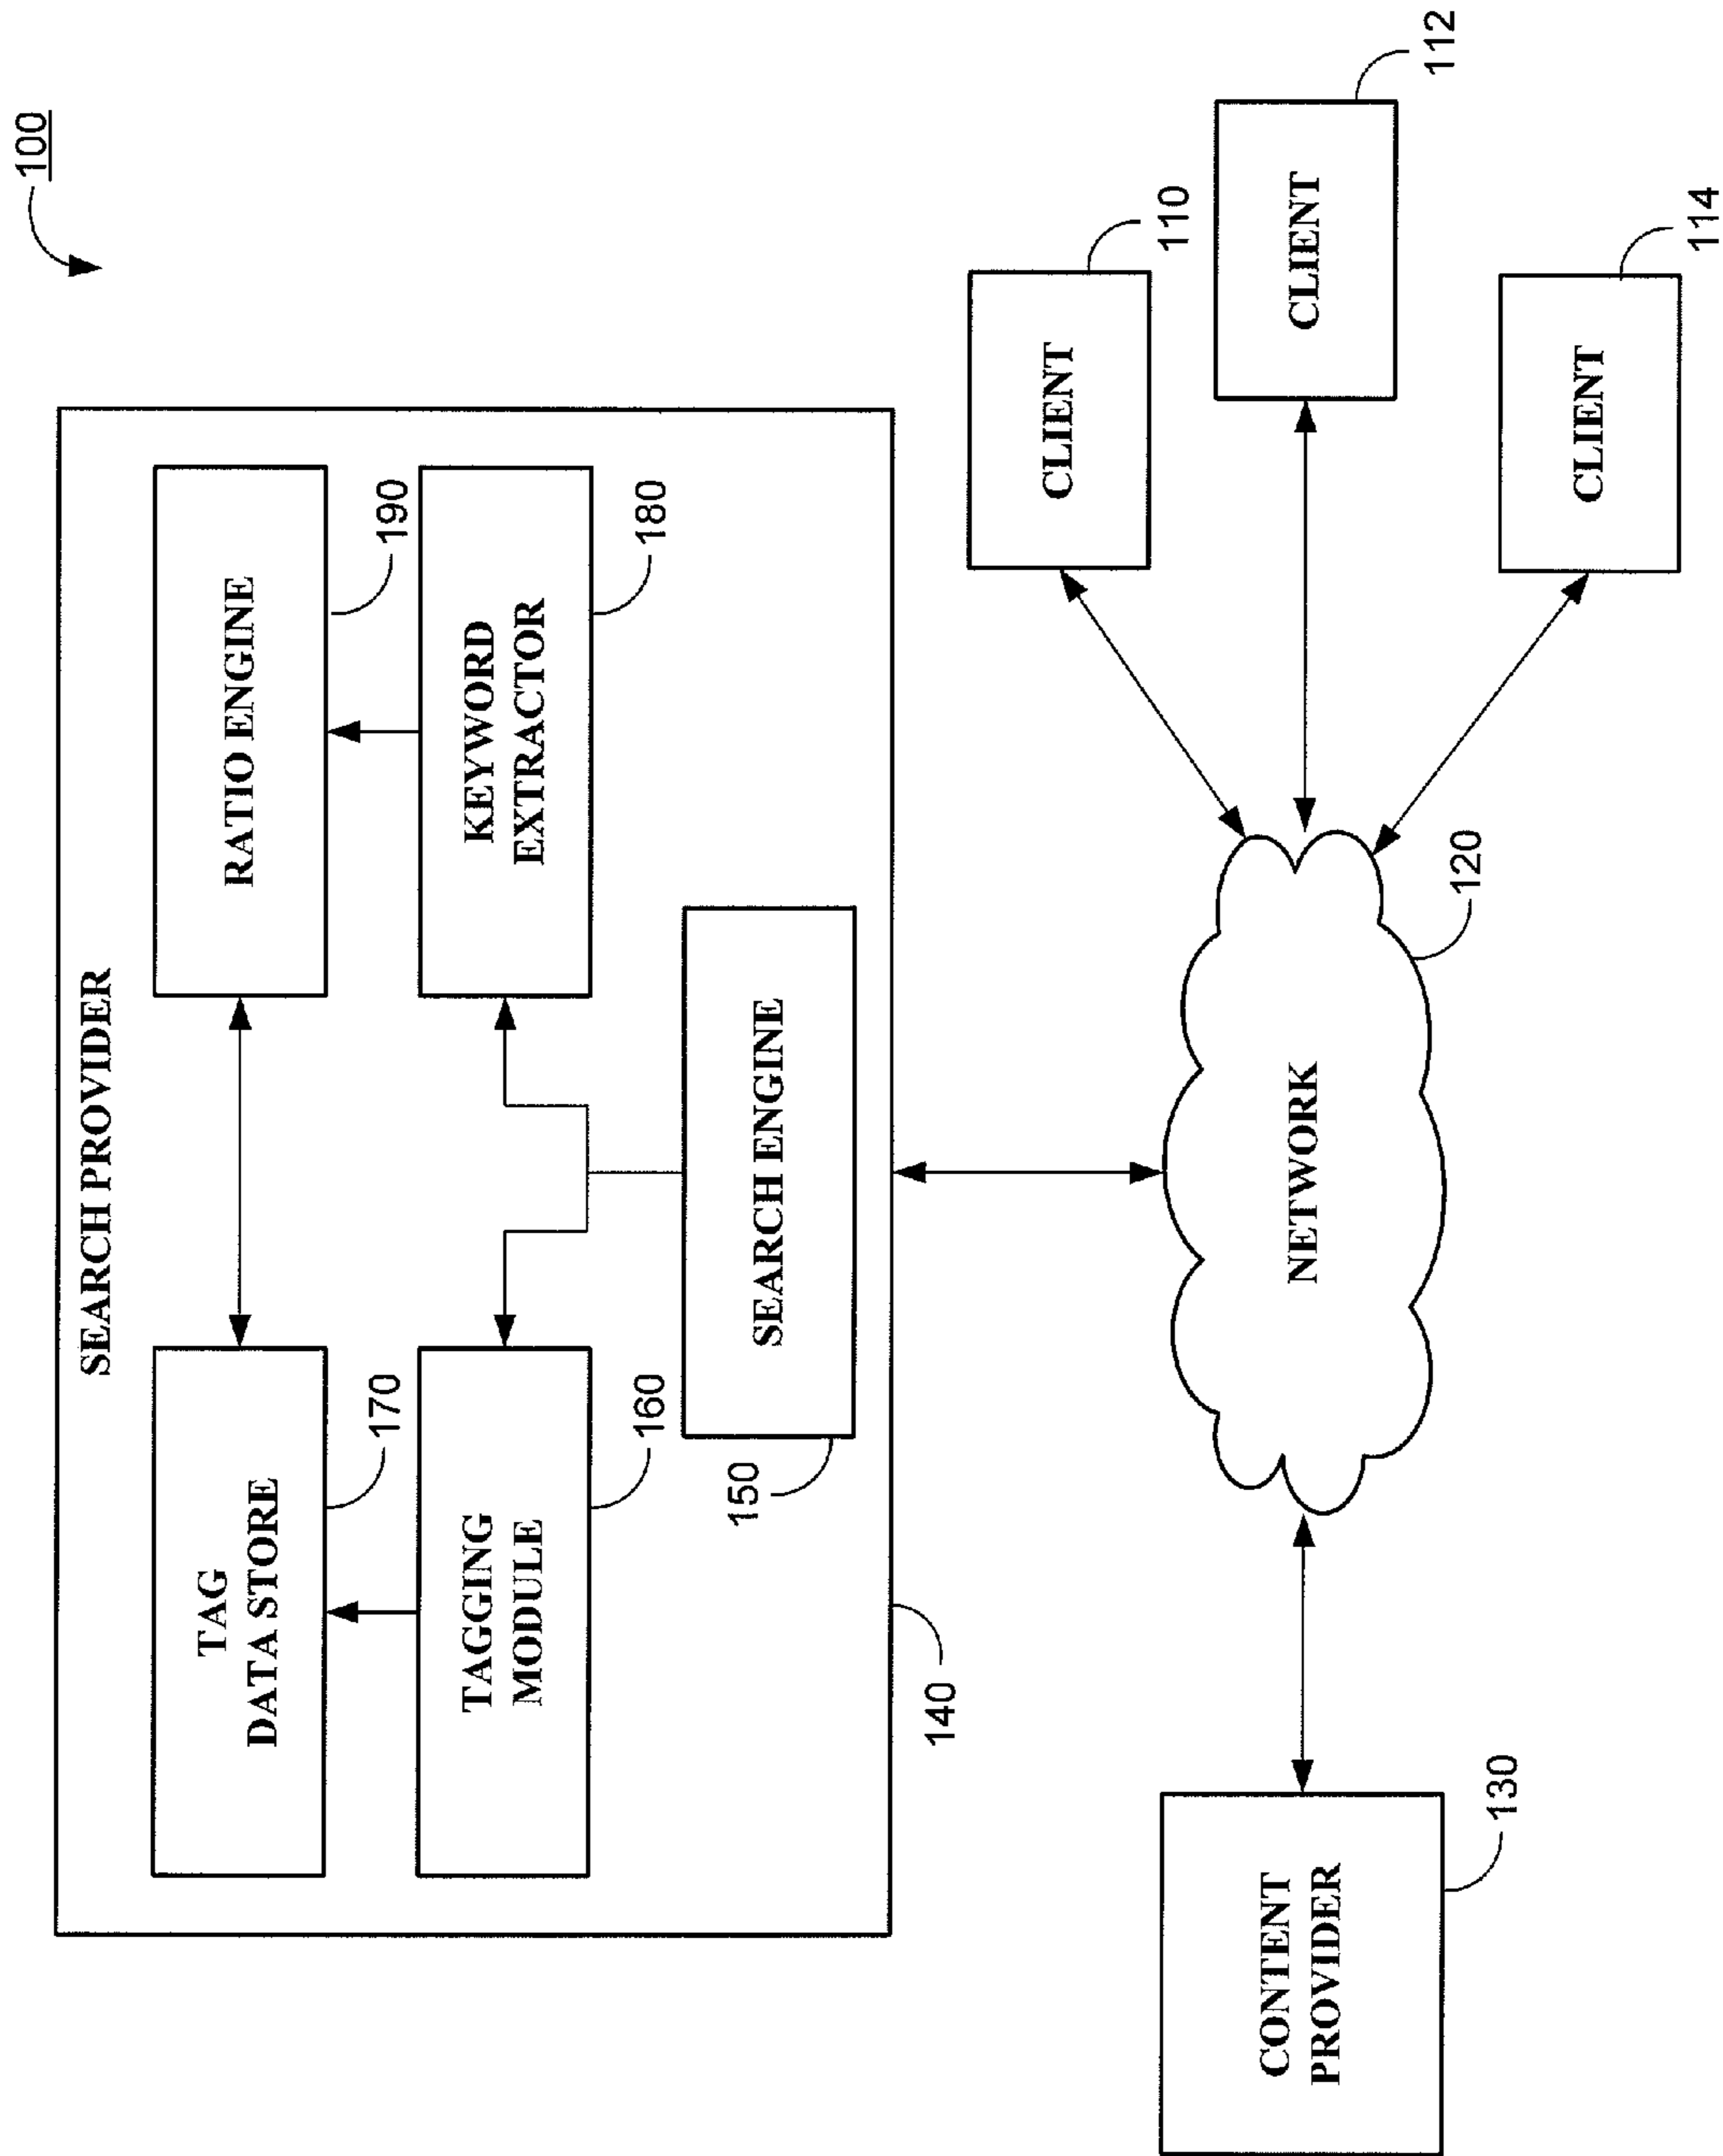 100
SEARCH PROVIDER
TAG
DATA STORE
170
RATIO ENGINE
190
TAGGING
MODULE
160
KEYWORD
EXTRACTOR
180
SEARCH ENGINE
150
140
CONTENT
PROVIDER
130
NETWORK
120
CLIENT
110
CLIENT
112
CLIENT
114